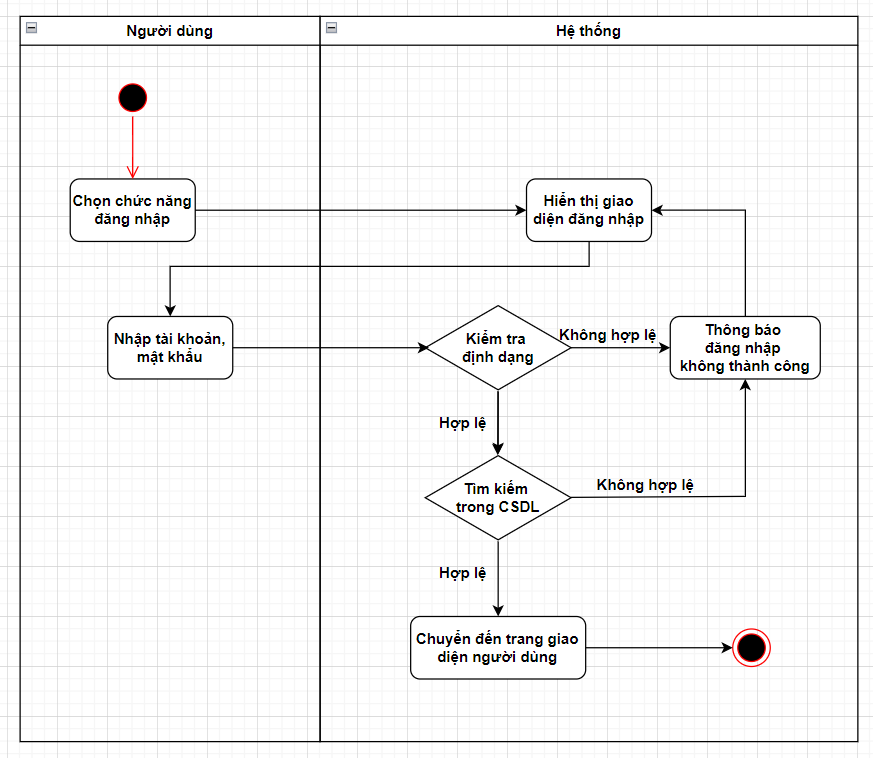 Người dùng
Hệ thống
Chọn chức năng
đăng nhập
Hiển thị giao
diện đăng nhập
Nhập tài khoản,
mật khẩu
Kiểm tra
định dạng
Không hợp lệ
Thông báo
đăng nhập
không thành công
Hợp lệ
Tìm kiếm
trong CSDL
Không hợp lệ
Hợp lệ
Chuyển đến trang giao
diện người dùng